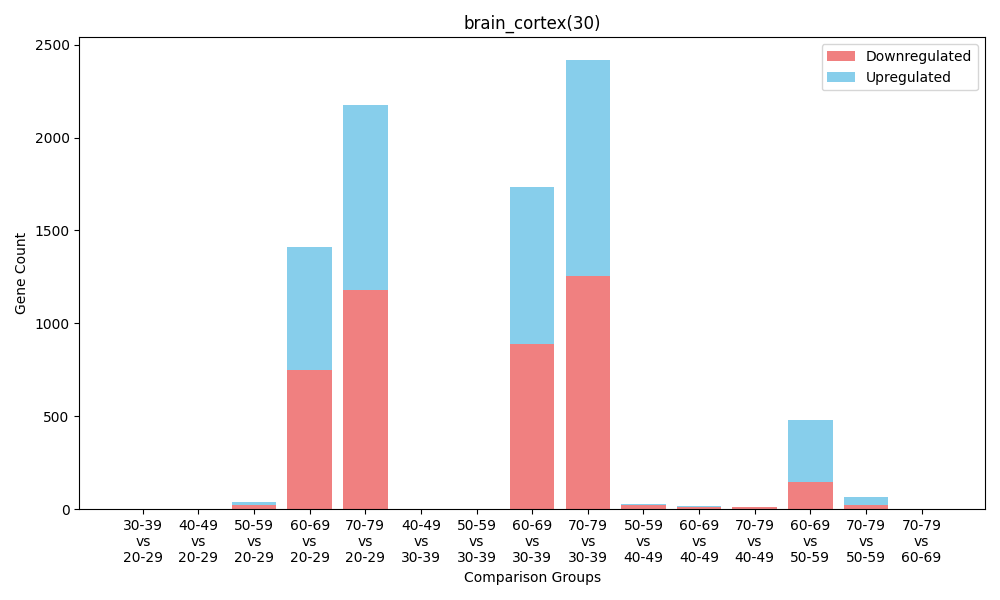 brain_cortex(30)
Downregulated
Upregulated
Gene Count
2500
2000
1500
1000
500
0
30-39 40-49 50-59 60-69 70-79 40-49 50-59 60-69 70-79 50-59 60-69 70-79 60-69 70-79 70-79
vs vs vs vs vs vs vs vs vs vs vs vs vs vs vs
20-29 20-29 20-29 20-29 20-29 30-39 30-39 30-39 30-39 40-49 40-49 40-49 50-59 50-59 60-69
Comparison Groups